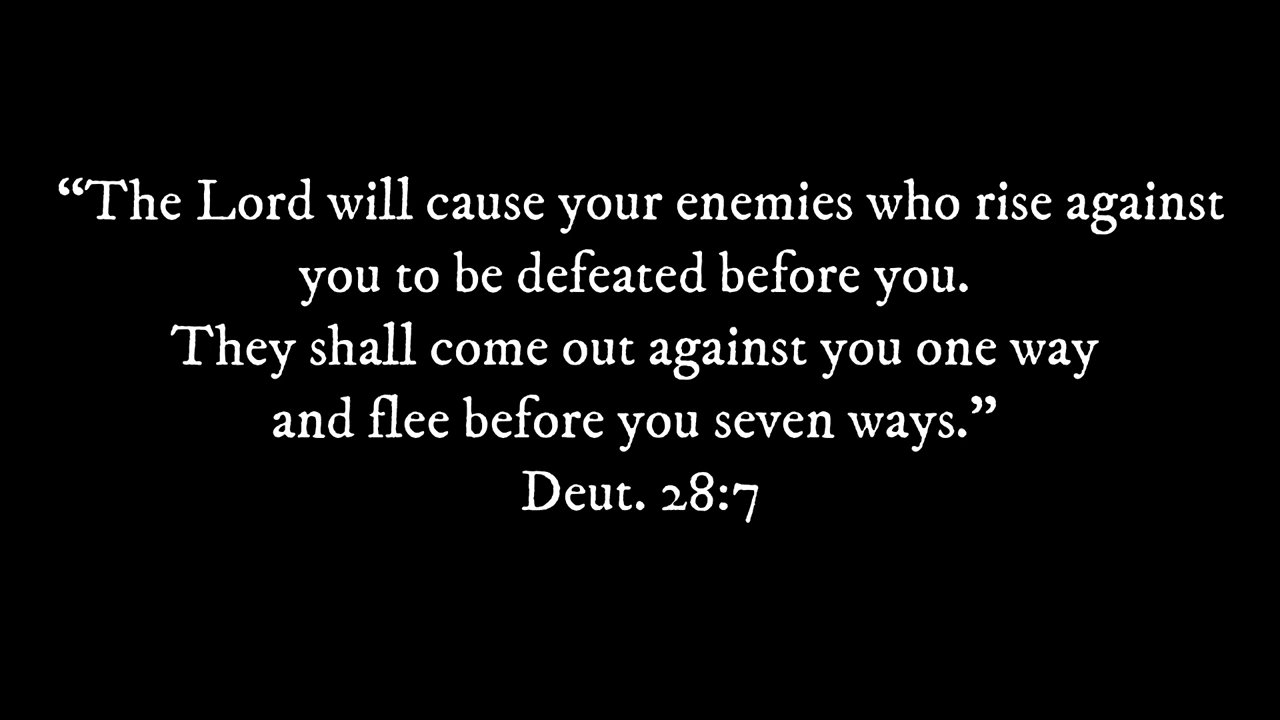 “The Lord will cause your enemies who rise against
you to be defeated before you.
They shall come out against you one way
and flee before you seven ways.”
Deut. 28:7